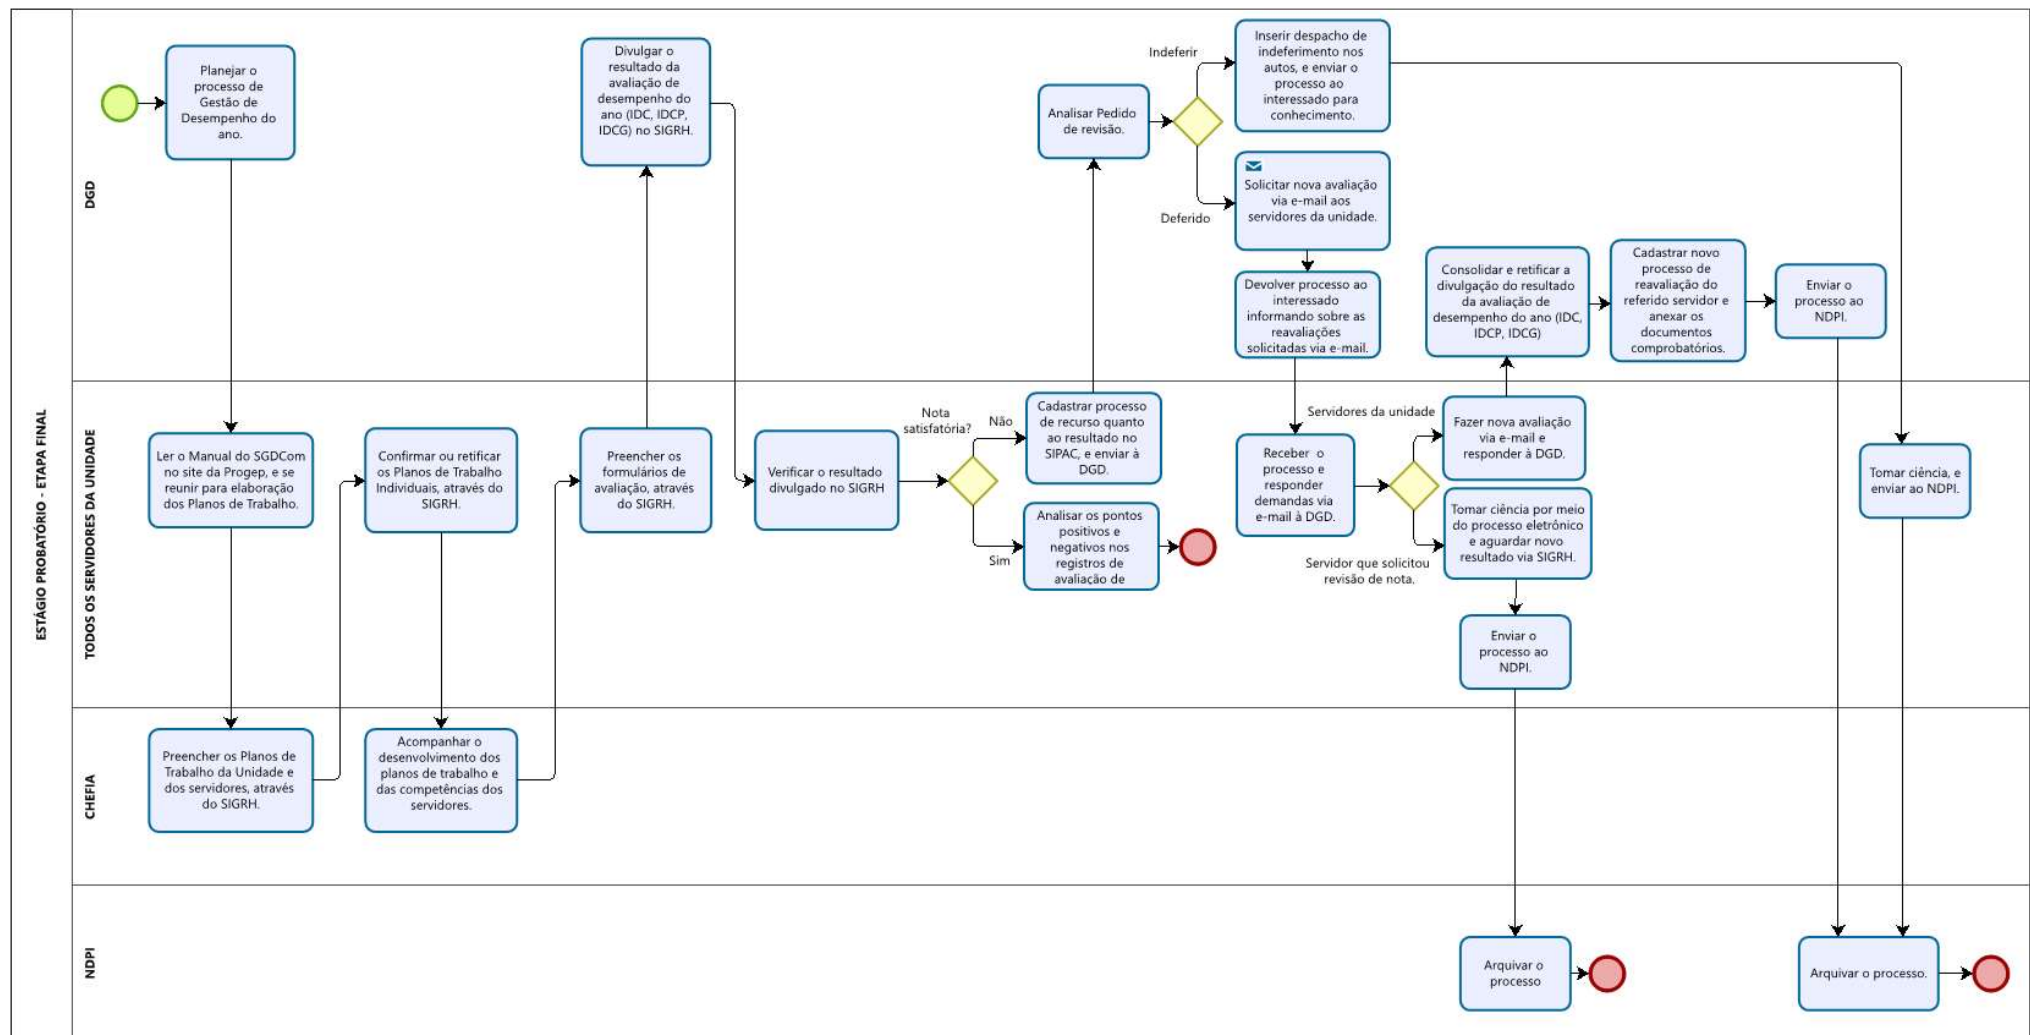 ESTÁGIO PROBATÓRIO - ETAPA FINAL
DGD
Planejar o
processo de
Gestão de
Desempenho do
ano.
Divulgar o
resultado da
avaliação de
desempenho do
ano (IDC, IDCP,
IDCG) no SIGRH.
Analisar Pedido
de revisão.
Indeferir
Inserir despacho de
indeferimento nos
autos, e enviar o
processo ao
interessado para
conhecimento.
Deferido
Solicitar nova avaliação
via e-mail aos
servidores da unidade.
Devolver processo ao
interessado
informando sobre as
reavaliações
solicitadas via e-mail.
Consolidar e retificar a
divulgação do resultado
da avaliação de
desempenho do ano (IDC,
IDCP, IDCG)
Cadastrar novo
processo de
reavaliação do
referido servidor e
anexar os
documentos
comprobatórios.
Enviar o
processo ao
NDPI.
TODOS OS SERVIDORES DA UNIDADE
Ler o Manual do SGDCom
no site da Progep, e se
reunir para elaboração
dos Planos de Trabalho.
Confirmar ou retificar
os Planos de Trabalho
Individuais, através do
SIGRH.
Preencher os
formulários de
avaliação, através
do SIGRH.
Verificar o resultado
divulgado no SIGRH
Nota
satisfatória?
Não
Cadastrar processo
de recurso quanto
ao resultado no
SIPAC, e enviar à
DGD.
Sim
Analisar os pontos
positivos e
negativos nos
registros de
avaliação de
Receber o
processo e
responder
demandas via
e-mail à DGD.
Servidores da unidade
Fazer nova avaliação
via e-mail e
responder à DGD.
Servidor que solicitou
revisão de nota.
Tomar ciência por meio
do processo eletrônico
e aguardar novo
resultado via SIGRH.
Enviar o
processo ao
NDPI.
Tomar ciência, e
enviar ao NDPI.
CHEFIA
Preencher os Planos de
Trabalho da Unidade e
dos servidores, através
do SIGRH.
Acompanhar o
desenvolvimento dos
planos de trabalho e
das competências dos
servidores.
NDPI
Arquivar o
processo
Arquivar o processo.